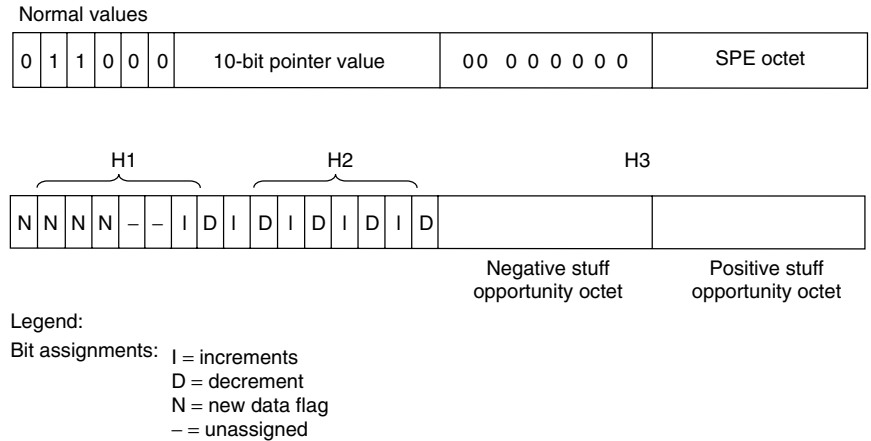 Normal values
0 1 1 0 0 0 10-bit pointer value 00 0 0 0 0 0 0 SPE octet
H1 H2 H3
N N N N – – I D I D I D I D I D
Negative stuff opportunity octet Positive stuff opportunity octet
Legend:
Bit assignments: I = increments
D = decrement
N = new data flag
– = unassigned